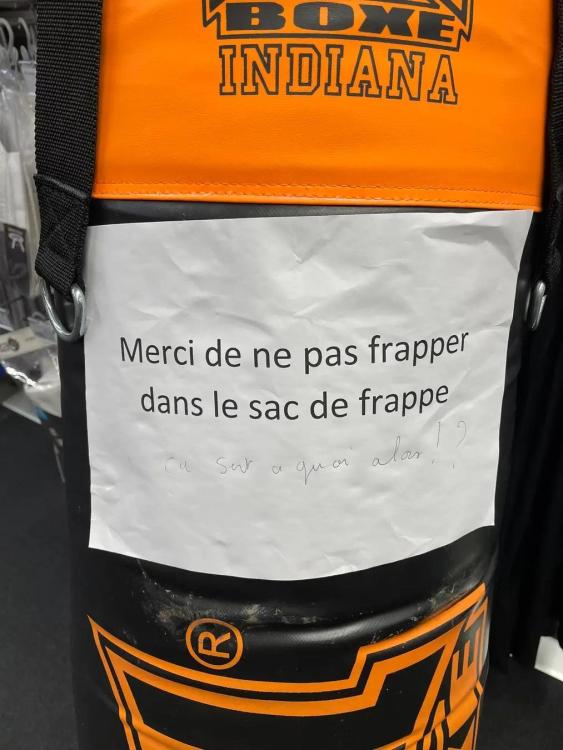 BOXE
INDIANA
Merci de ne pas frapper
dans le sac de frappe
ça sert a quoi alors!?
®